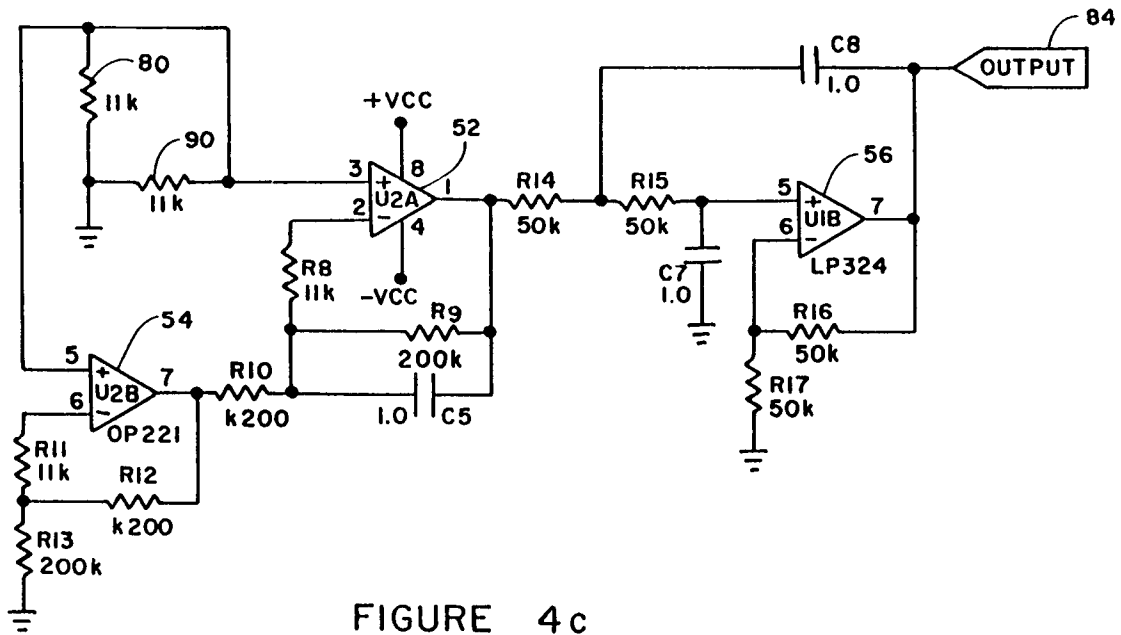 84
C8
1.0
OUTPUT
80
11k
90
11k
+VCC
52
3
+
8
U2A
1
2
-
4
-VCC
R14
50k
R15
50k
56
5
+
U1B
7
6
-
LP324
C7
1.0
R8
11k
R9
200k
R16
50k
R17
50k
54
5
+
U2B
7
6
-
OP221
R10
k200
1.0
C5
R11
11k
R12
k200
R13
200k
FIGURE 4c